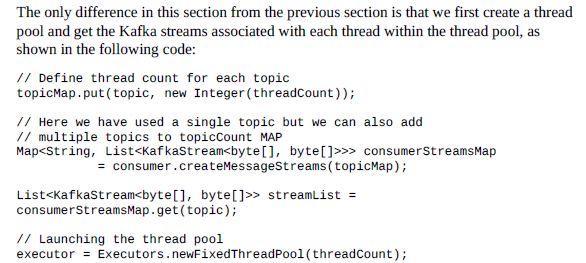 The only difference in this section from the previous section is that we first create a thread
pool and get the Kafka streams associated with each thread within the thread pool, as
shown in the following code:
// Define thread count for each topic
topicMap.put(topic, new Integer(threadCount));
// Here we have used a single topic but we can also add
// multiple topics to topicCount MAP
Map<String, List<KafkaStream<byte[], byte[]>>> consumerStreamsMap
= consumer.createMessageStreams(topicMap);
List<KafkaStream<byte[], byte[]>> streamList =
consumerStreamsMap.get(topic);
// Launching the thread pool
executor = Executors.newFixedThreadPool(threadCount);